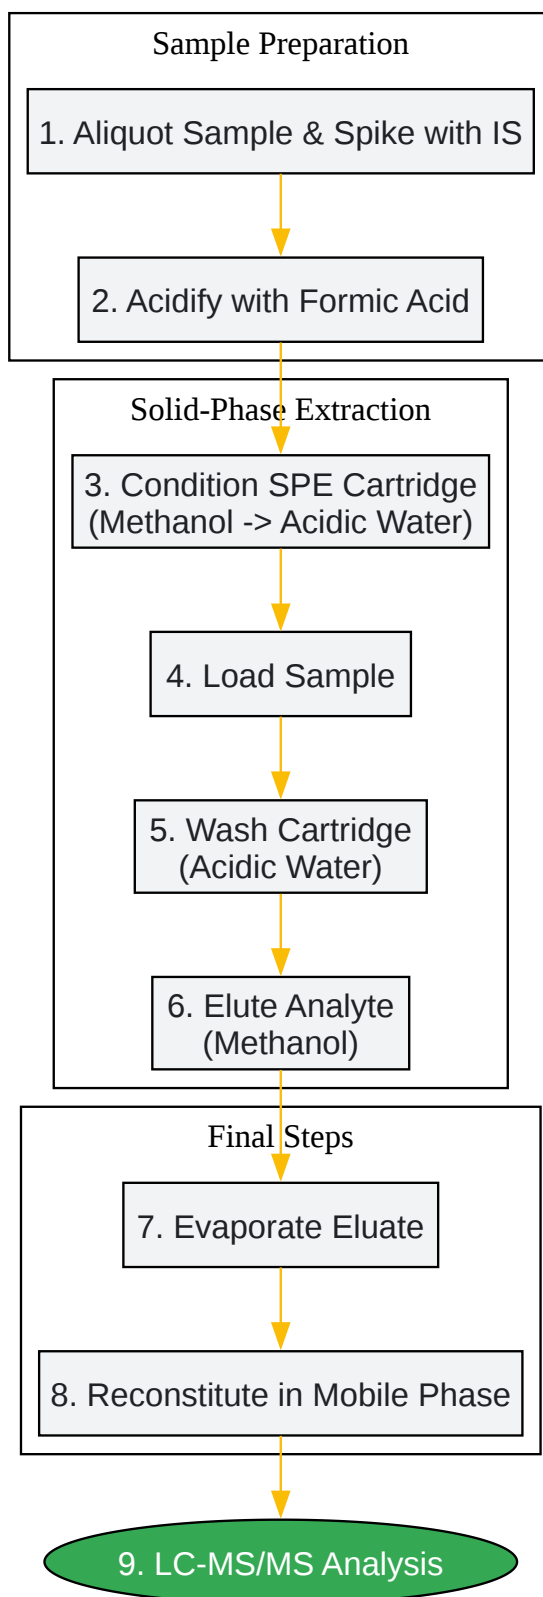 Sample Preparation
1. Aliquot Sample & Spike with IS
2. Acidify with Formic Acid
Solid-Phase Extraction
3. Condition SPE Cartridge
(Methanol -> Acidic Water)
4. Load Sample
5. Wash Cartridge
(Acidic Water)
6. Elute Analyte
(Methanol)
Final Steps
7. Evaporate Eluate
8. Reconstitute in Mobile Phase
9. LC-MS/MS Analysis